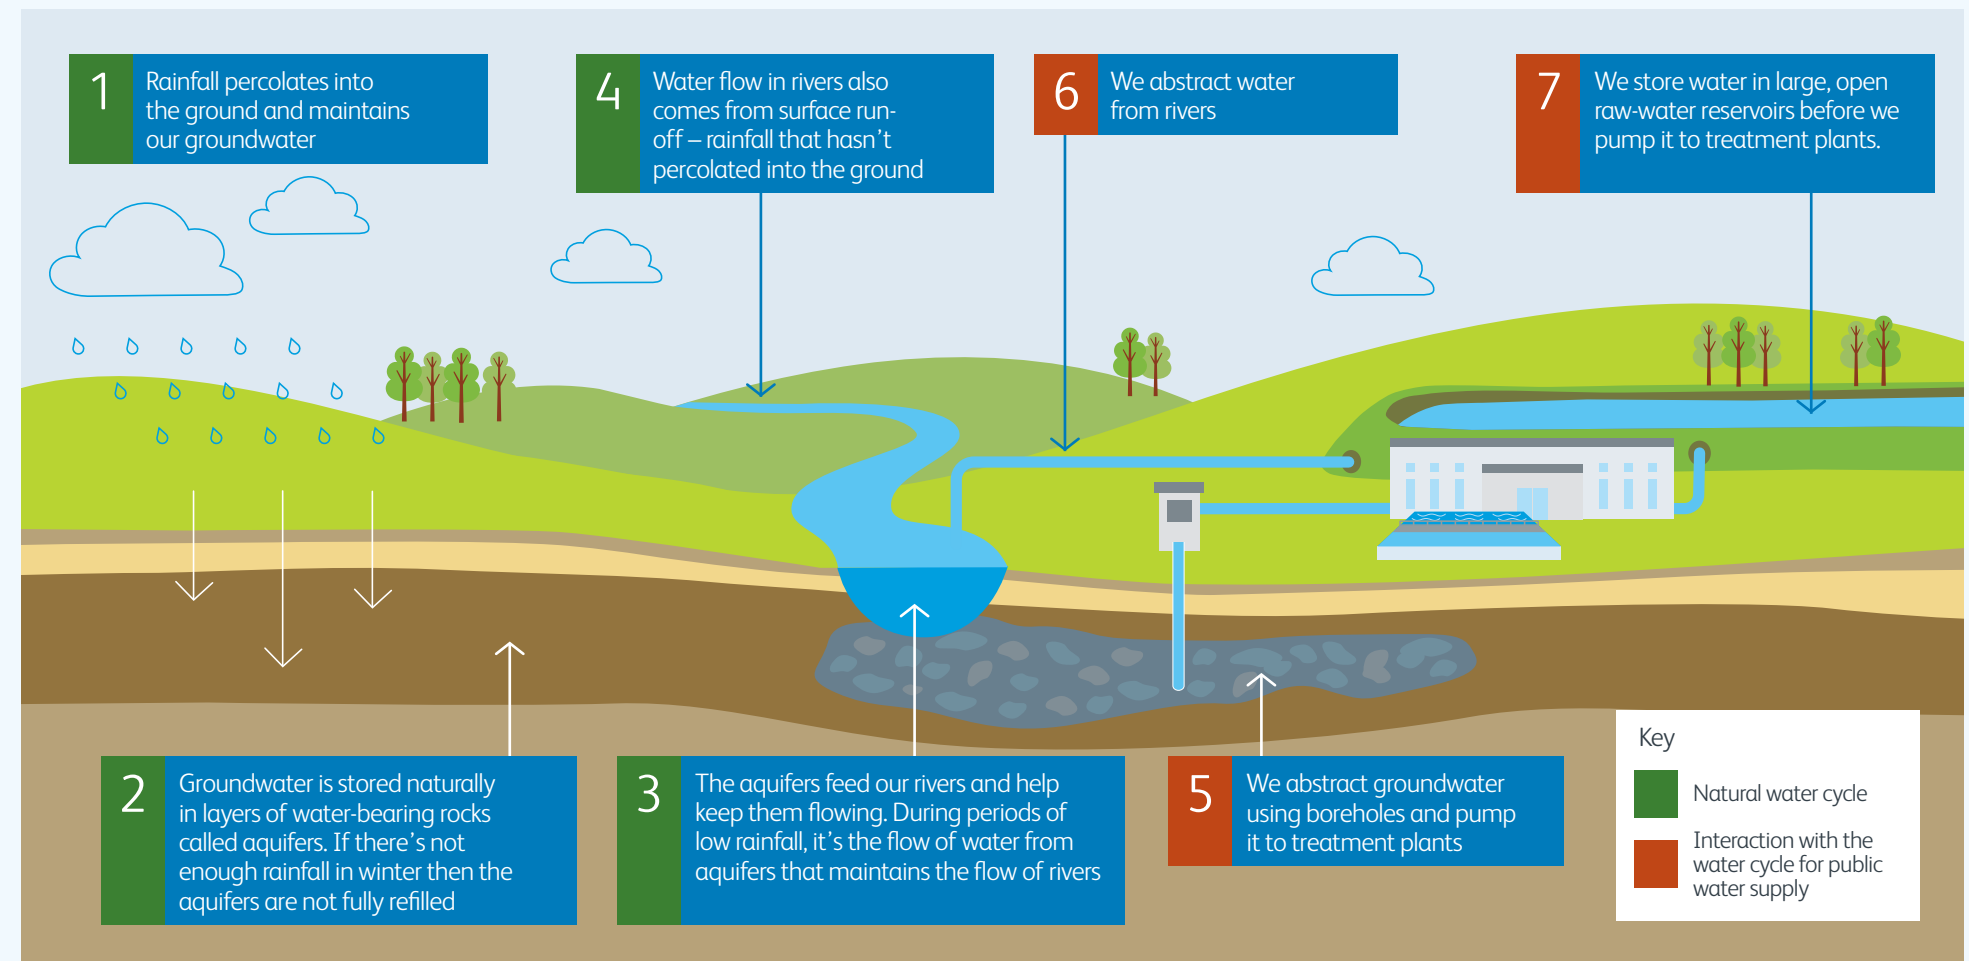 1
Rainfall percolates into
the ground and maintains
our groundwater
4
Water flow in rivers also
comes from surface run-
off – rainfall that hasn’t
percolated into the ground
6
We abstract water
from rivers
7
We store water in large, open
raw-water reservoirs before we
pump it to treatment plants.
2
Groundwater is stored naturally
in layers of water-bearing rocks
called aquifers. If there’s not
enough rainfall in winter then the
aquifers are not fully refilled
3
The aquifers feed our rivers and help
keep them flowing. During periods of
low rainfall, it’s the flow of water from
aquifers that maintains the flow of rivers
5
We abstract groundwater
using boreholes and pump
it to treatment plants
Key
Natural water cycle
Interaction with the
water cycle for public
water supply